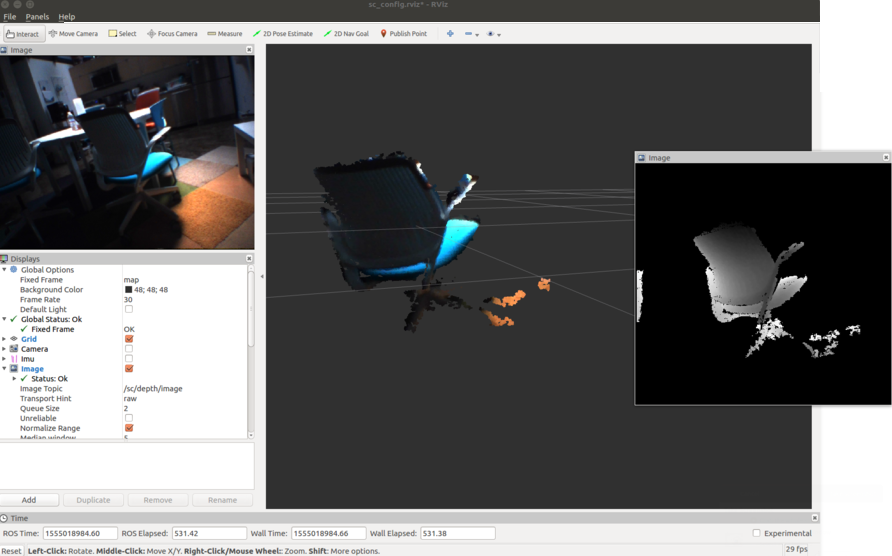 sc_config.rviz* - RViz
File Panels Help
Interact Move Camera Select Focus Camera Measure 2D Pose Estimate 2D Nav Goal Publish Point
Image
Image
Displays
Global Options
Fixed Frame map
Background Color 48; 48; 48
Frame Rate 30
Default Light
Global Status: Ok
Fixed Frame OK
Grid
Camera
Imu
Image
Status: Ok
Image Topic /sc/depth/image
Transport Hint raw
Queue Size 2
Unreliable
Normalize Range
Median window 5
Add Duplicate Remove Rename
Time
ROS Time: 1555018984.60 ROS Elapsed: 531.42 Wall Time: 1555018984.66 Wall Elapsed: 531.38 Experimental
Reset Left-Click: Rotate. Middle-Click: Move X/Y. Right-Click/Mouse Wheel:: Zoom. Shift: More options. 29 fps